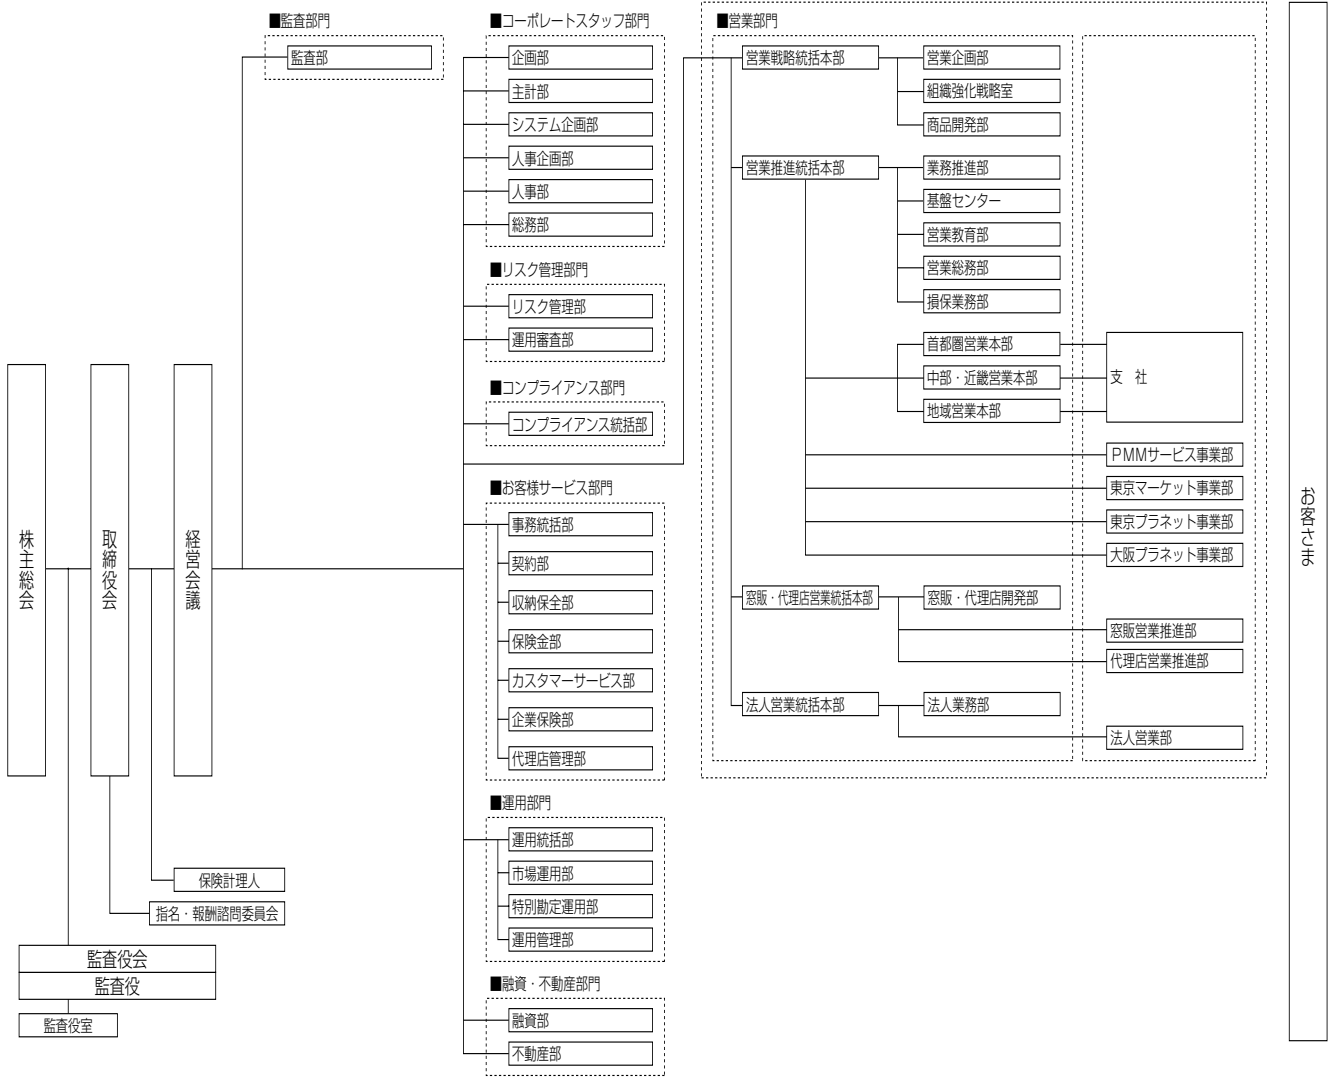 株主総会
取締役会
経営会議
保険計理人
指名・報酬諮問委員会
監査役会
監査役
監査役室
■監査部門
監査部
■コーポレートスタッフ部門
企画部
主計部
システム企画部
人事企画部
人事部
総務部
■リスク管理部門
リスク管理部
運用審査部
■コンプライアンス部門
コンプライアンス統括部
■お客様サービス部門
事務統括部
契約部
収納保全部
保険金部
カスタマーサービス部
企業保険部
代理店管理部
■運用部門
運用統括部
市場運用部
特別勘定運用部
運用管理部
■融資・不動産部門
融資部
不動産部
■営業部門
営業戦略統括本部
営業企画部
組織強化戦略室
商品開発部
営業推進統括本部
業務推進部
基盤センター
営業教育部
営業総務部
損保業務部
首都圏営業本部
中部・近畿営業本部
地域営業本部
支 社
PMMサービス事業部
東京マーケット事業部
東京プラネット事業部
大阪プラネット事業部
窓販・代理店営業統括本部
窓販・代理店開発部
窓販営業推進部
代理店営業推進部
法人営業統括本部
法人業務部
法人営業部
お客さま